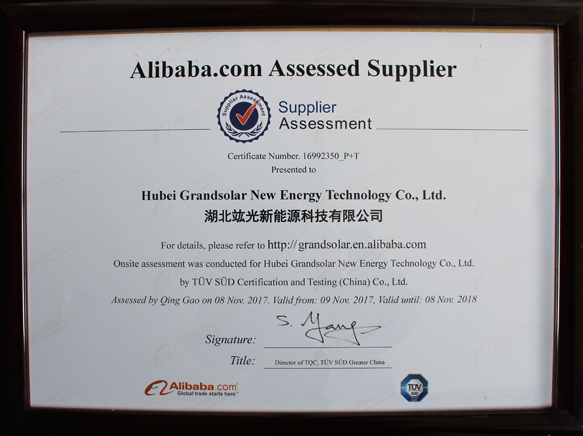 Alibaba.com Assessed Supplier
Supplier Assessment
Supplier
Assessment
Certificate Number. 16992350_P+T
Presented to
Hubei Grandsolar New Energy Technology Co., Ltd.
湖北竑光新能源科技有限公司
For details, please refer to http://grandsolar.en.alibaba.com
Onsite assessment was conducted for Hubei Grandsolar New Energy Technology Co., Ltd.
by TÜV SÜD Certification and Testing (China) Co., Ltd.
Assessed by Qing Gao on 08 Nov. 2017. Valid from: 09 Nov. 2017, Valid until: 08 Nov. 2018
S. Yang
Signature:
Title: Director of TQC, TÜV SÜD Greater China
Alibaba.com
Global trade starts here™
TÜV
SÜD